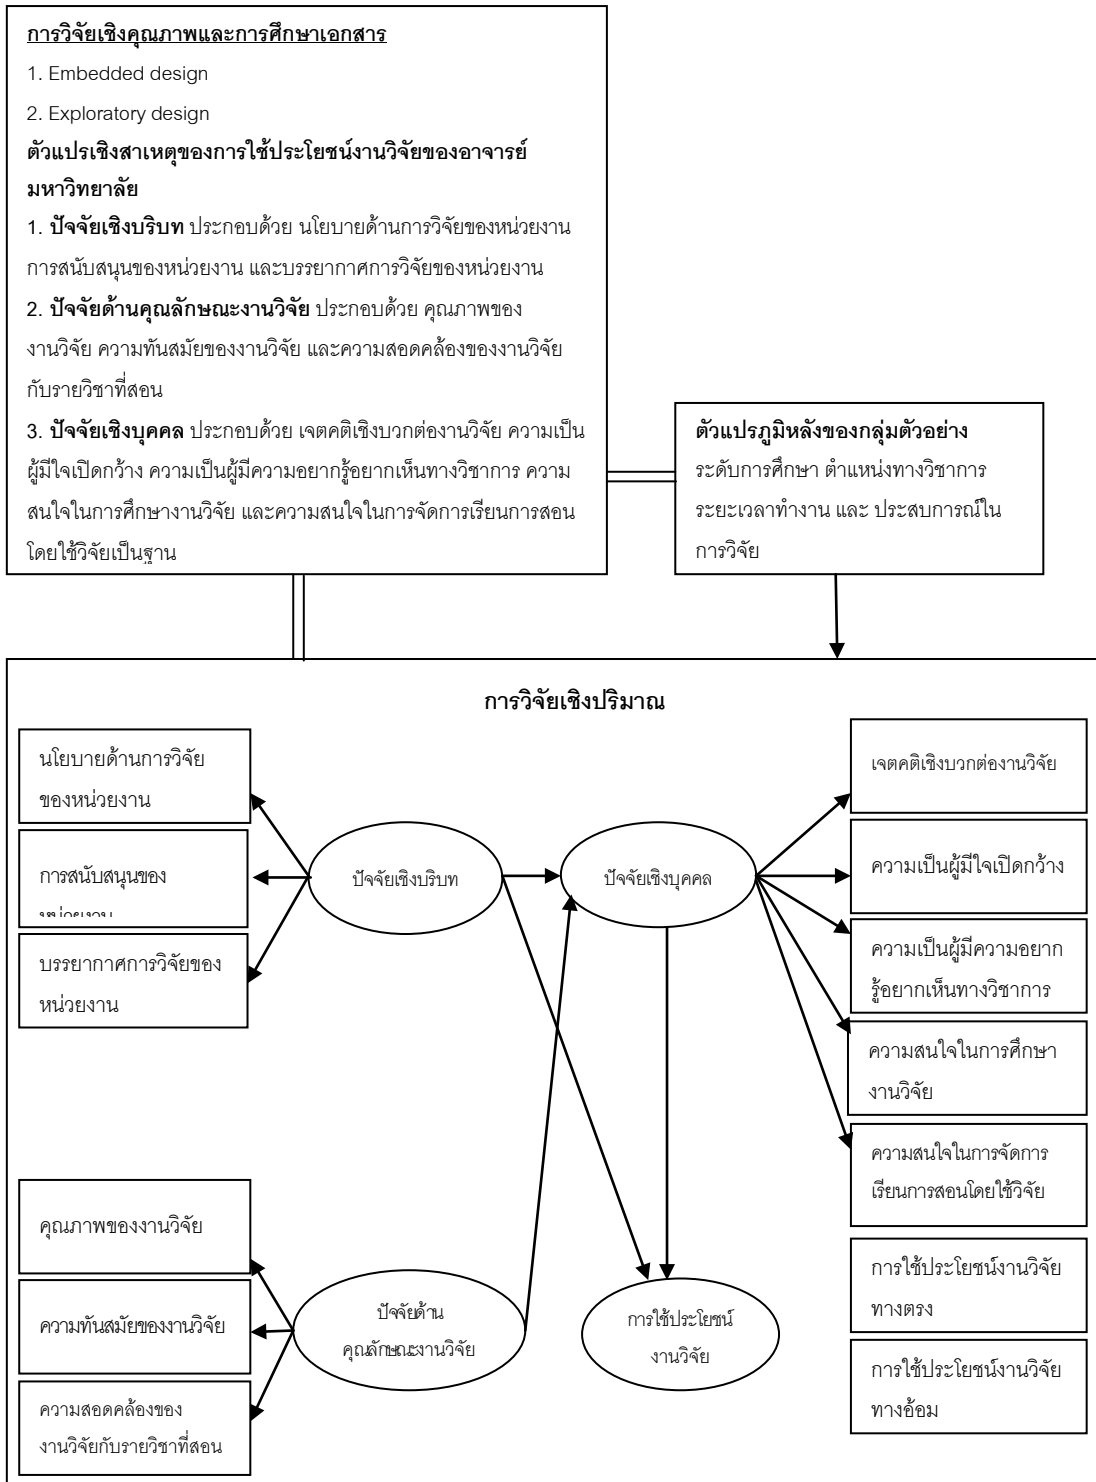 การวิจัยเชิงคุณภาพและการศึกษาเอกสาร
1. Embedded design
2. Exploratory design
ตัวแปรเชิงสาเหตุของการใช้ประโยชน์งานวิจัยของอาจารย์
มหาวิทยาลัย
1. ปัจจัยเชิงบริบท ประกอบด้วย นโยบายด้านการวิจัยของหน่วยงาน
การสนับสนุนของหน่วยงาน และบรรยากาศการวิจัยของหน่วยงาน
2. ปัจจัยด้านคุณลักษณะงานวิจัย ประกอบด้วย คุณภาพของ
งานวิจัย ความทันสมัยของงานวิจัย และความสอดคล้องของงานวิจัย
กับรายวิชาที่สอน
3. ปัจจัยเชิงบุคคล ประกอบด้วย เจตคติเชิงบวกต่องานวิจัย ความเป็น
ผู้มีใจเปิดกว้าง ความเป็นผู้มีความอยากรู้อยากเห็นทางวิชาการ ความ
สนใจในการศึกษางานวิจัย และความสนใจในการจัดการเรียนการสอน
โดยใช้วิจัยเป็นฐาน
ตัวแปรภูมิหลังของกลุ่มตัวอย่าง
ระดับการศึกษา ตำแหน่งทางวิชาการ
ระยะเวลาทำงาน และ ประสบการณ์ใน
การวิจัย
การวิจัยเชิงปริมาณ
นโยบายด้านการวิจัย
ของหน่วยงาน
การสนับสนุนของ
หน่วยงาน
บรรยากาศการวิจัยของ
หน่วยงาน
ปัจจัยเชิงบริบท
ปัจจัยเชิงบุคคล
เจตคติเชิงบวกต่องานวิจัย
ความเป็นผู้มีใจเปิดกว้าง
ความเป็นผู้มีความอยาก
รู้อยากเห็นทางวิชาการ
ความสนใจในการศึกษา
งานวิจัย
ความสนใจในการจัดการ
เรียนการสอนโดยใช้วิจัย
คุณภาพของงานวิจัย
ความทันสมัยของงานวิจัย
ความสอดคล้องของ
งานวิจัยกับรายวิชาที่สอน
ปัจจัยด้าน
คุณลักษณะงานวิจัย
การใช้ประโยชน์
งานวิจัย
การใช้ประโยชน์งานวิจัย
ทางตรง
การใช้ประโยชน์งานวิจัย
ทางอ้อม